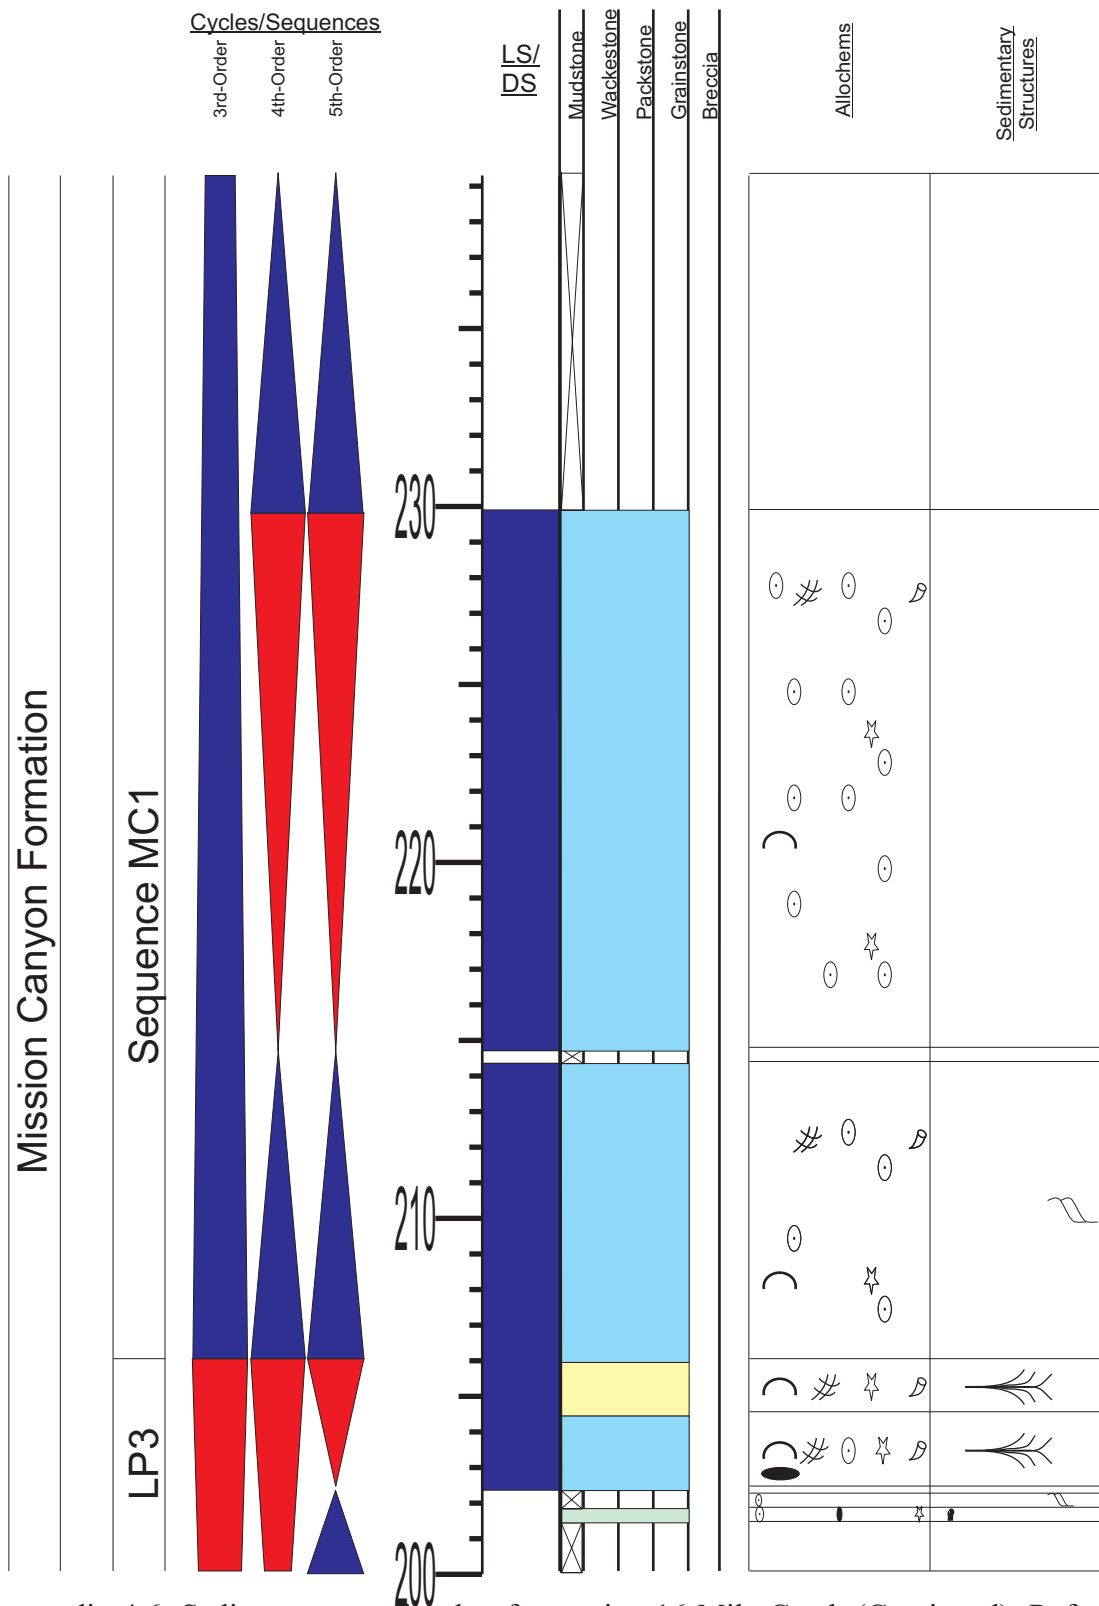 Cycles/Sequences
3rd-Order
4th-Order
5th-Order
LS/
DS
Mudstone
Wackestone
Packstone
Grainstone
Breccia
Allochems
Sedimentary
Structures
Mission Canyon Formation
Sequence MC1
LP3
230
220
210
200